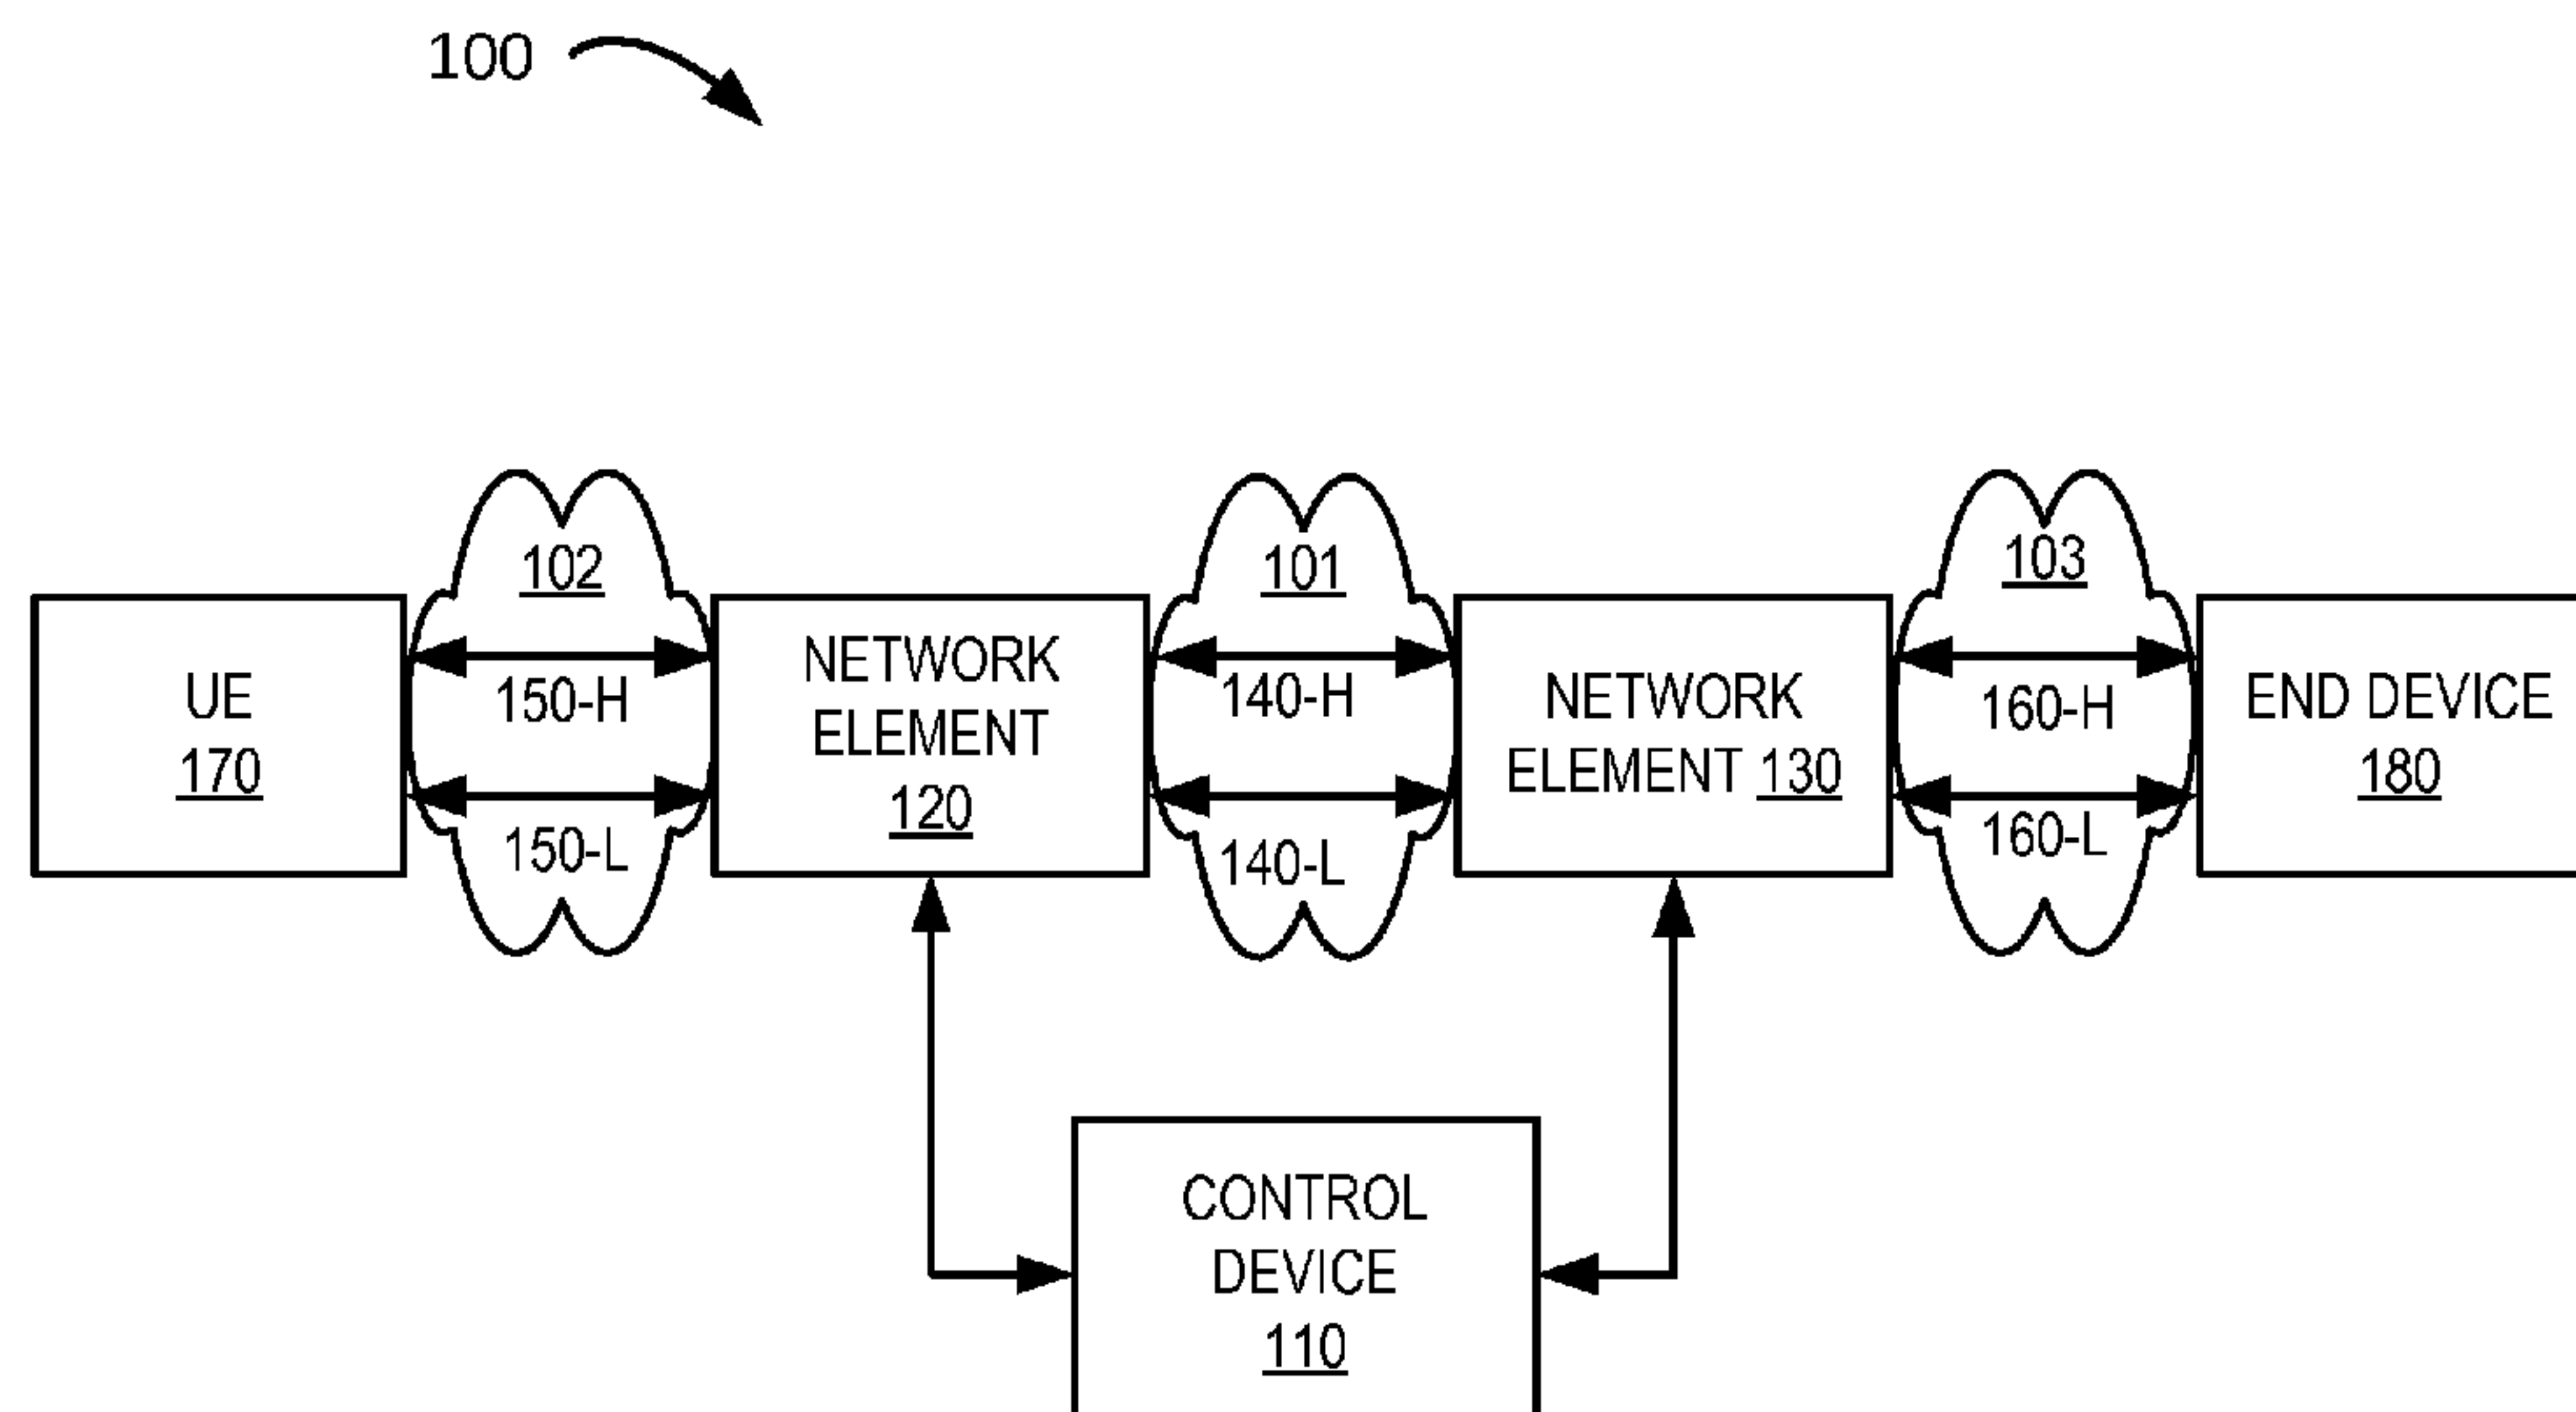 100
102
101
103
UE
170
150-H
150-L
NETWORK
ELEMENT
120
140-H
140-L
NETWORK
ELEMENT 130
160-H
160-L
END DEVICE
180
CONTROL
DEVICE
110